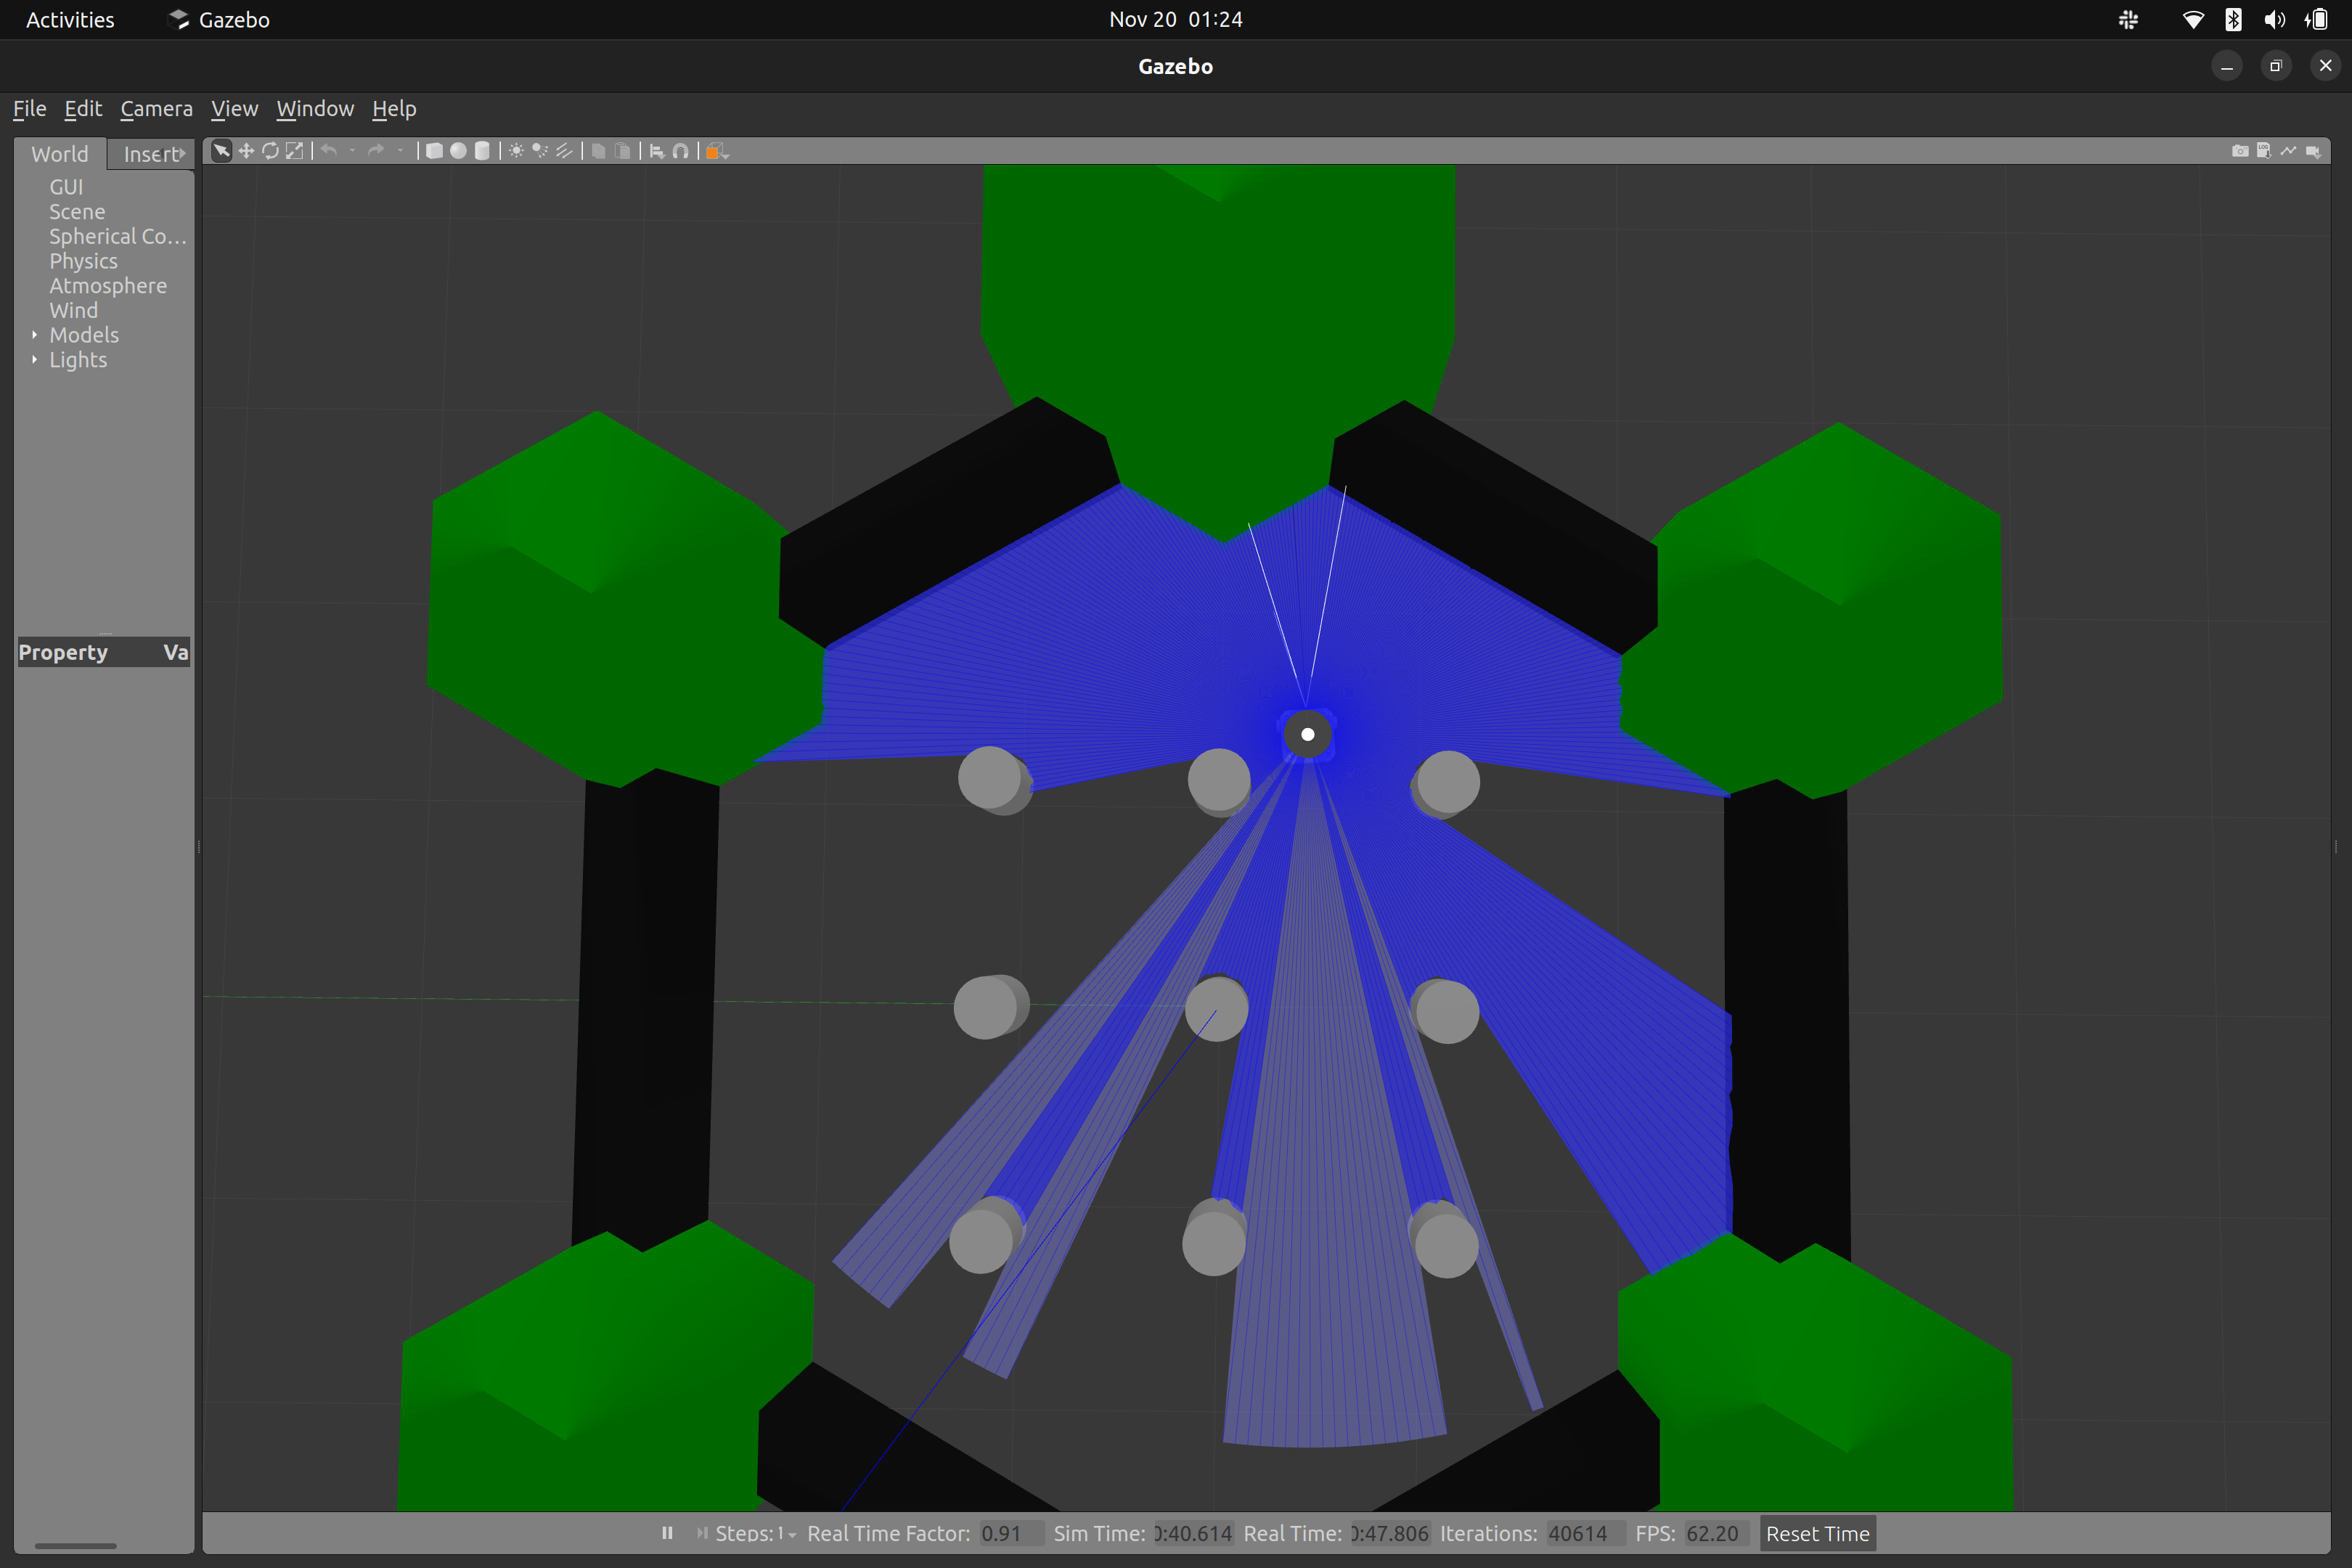 Activities Gazebo Nov 20 01:24
Gazebo
File Edit Camera View Window Help
World Insert
GUI
Scene
Spherical Co...
Physics
Atmosphere
Wind
Models
Lights
Property Va
Steps: 1 Real Time Factor: 0.91 Sim Time: 0:40.614 Real Time: 0:47.806 Iterations: 40614 FPS: 62.20 Reset Time